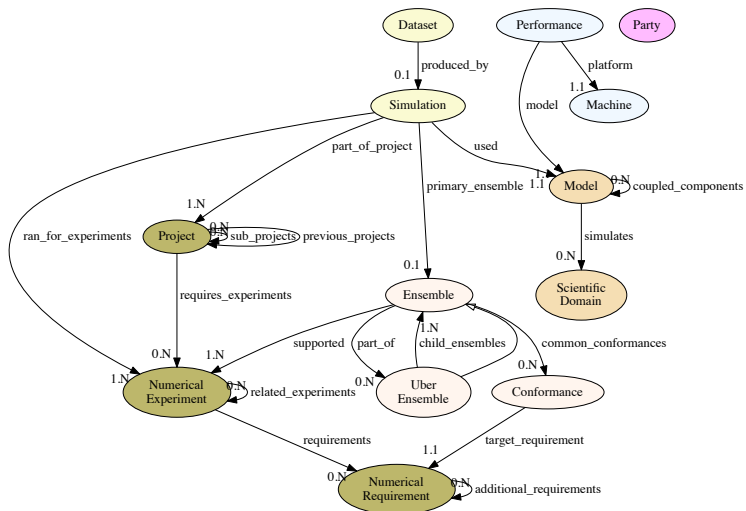 Dataset
Performance
Party
produced_by
platform
0.1
1.1
Simulation
Machine
model
part_of_project
used
primary_ensemble
1.
1.1
Model
0.N
coupled_components
1.N
ran_for_experiments
Project
0.N
0.N
sub_projects
previous_projects
simulates
0.N
0.1
Ensemble
Scientific
Domain
requires_experiments
1.N
supported
part_of
child_ensembles
common_conformances
0.N
1.N
0.N
0.N
1.N
Numerical
Experiment
0.N
related_experiments
Uber
Ensemble
Conformance
requirements
target_requirement
1.1
0.N
Numerical
Requirement
0.N
additional_requirements